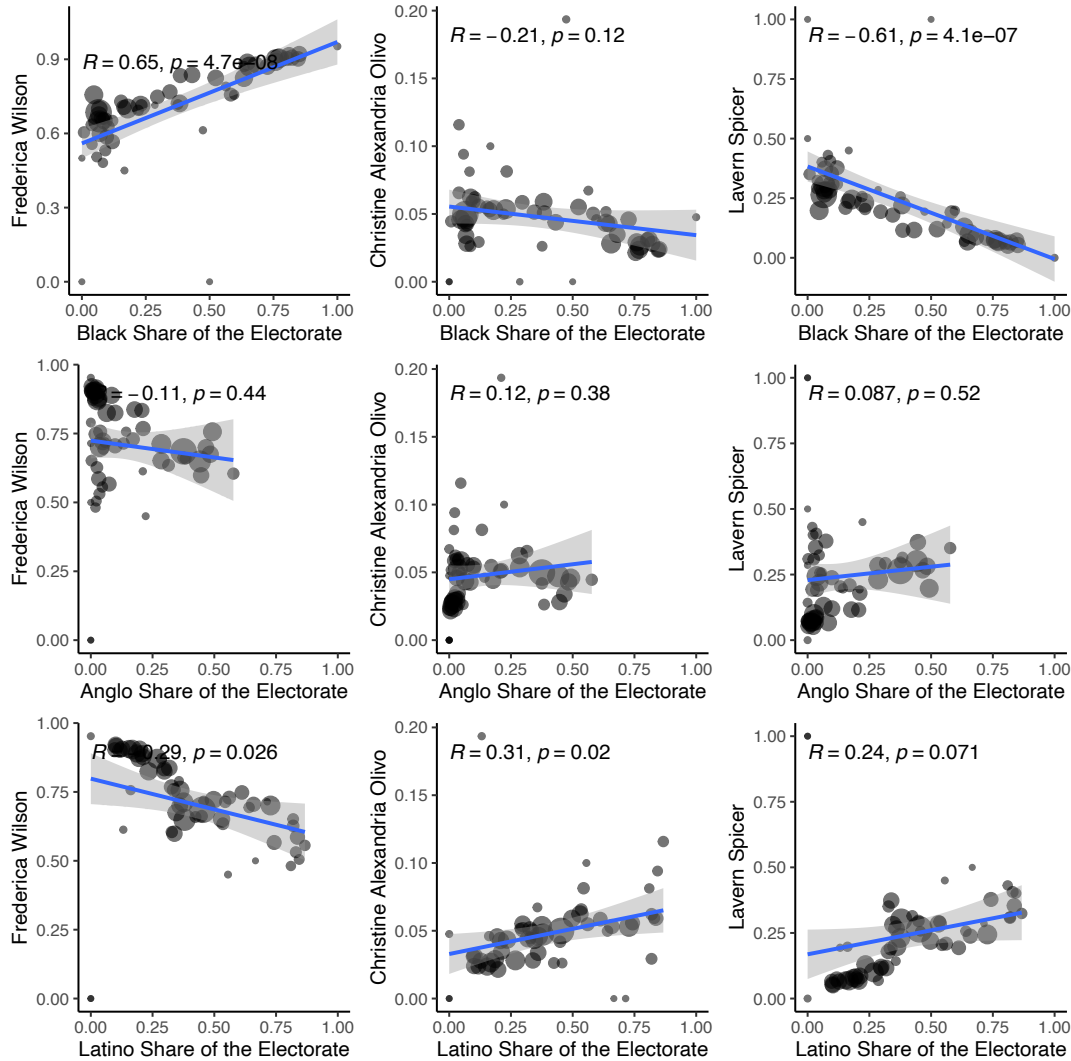 Frederica Wilson
0.9
0.6
0.3
0.0
R = 0.65, p = 4.7e−08
0.00 0.25 0.50 0.75 1.00
Black Share of the Electorate
Christine Alexandria Olivo
0.20
0.15
0.10
0.05
0.00
R = −0.21, p = 0.12
0.00 0.25 0.50 0.75 1.00
Black Share of the Electorate
Lavern Spicer
1.00
0.75
0.50
0.25
0.00
R = −0.61, p = 4.1e−07
0.00 0.25 0.50 0.75 1.00
Black Share of the Electorate
Frederica Wilson
1.00
0.75
0.50
0.25
0.00
= −0.11, p = 0.44
0.00 0.25 0.50 0.75 1.00
Anglo Share of the Electorate
Christine Alexandria Olivo
0.20
0.15
0.10
0.05
0.00
R = 0.12, p = 0.38
0.00 0.25 0.50 0.75 1.00
Anglo Share of the Electorate
Lavern Spicer
1.00
0.75
0.50
0.25
0.00
R = 0.087, p = 0.52
0.00 0.25 0.50 0.75 1.00
Anglo Share of the Electorate
Frederica Wilson
1.00
0.75
0.50
0.25
0.00
R = 0.29, p = 0.026
0.00 0.25 0.50 0.75 1.00
Latino Share of the Electorate
Christine Alexandria Olivo
0.20
0.15
0.10
0.05
0.00
R = 0.31, p = 0.02
0.00 0.25 0.50 0.75 1.00
Latino Share of the Electorate
Lavern Spicer
1.00
0.75
0.50
0.25
0.00
R = 0.24, p = 0.071
0.00 0.25 0.50 0.75 1.00
Latino Share of the Electorate